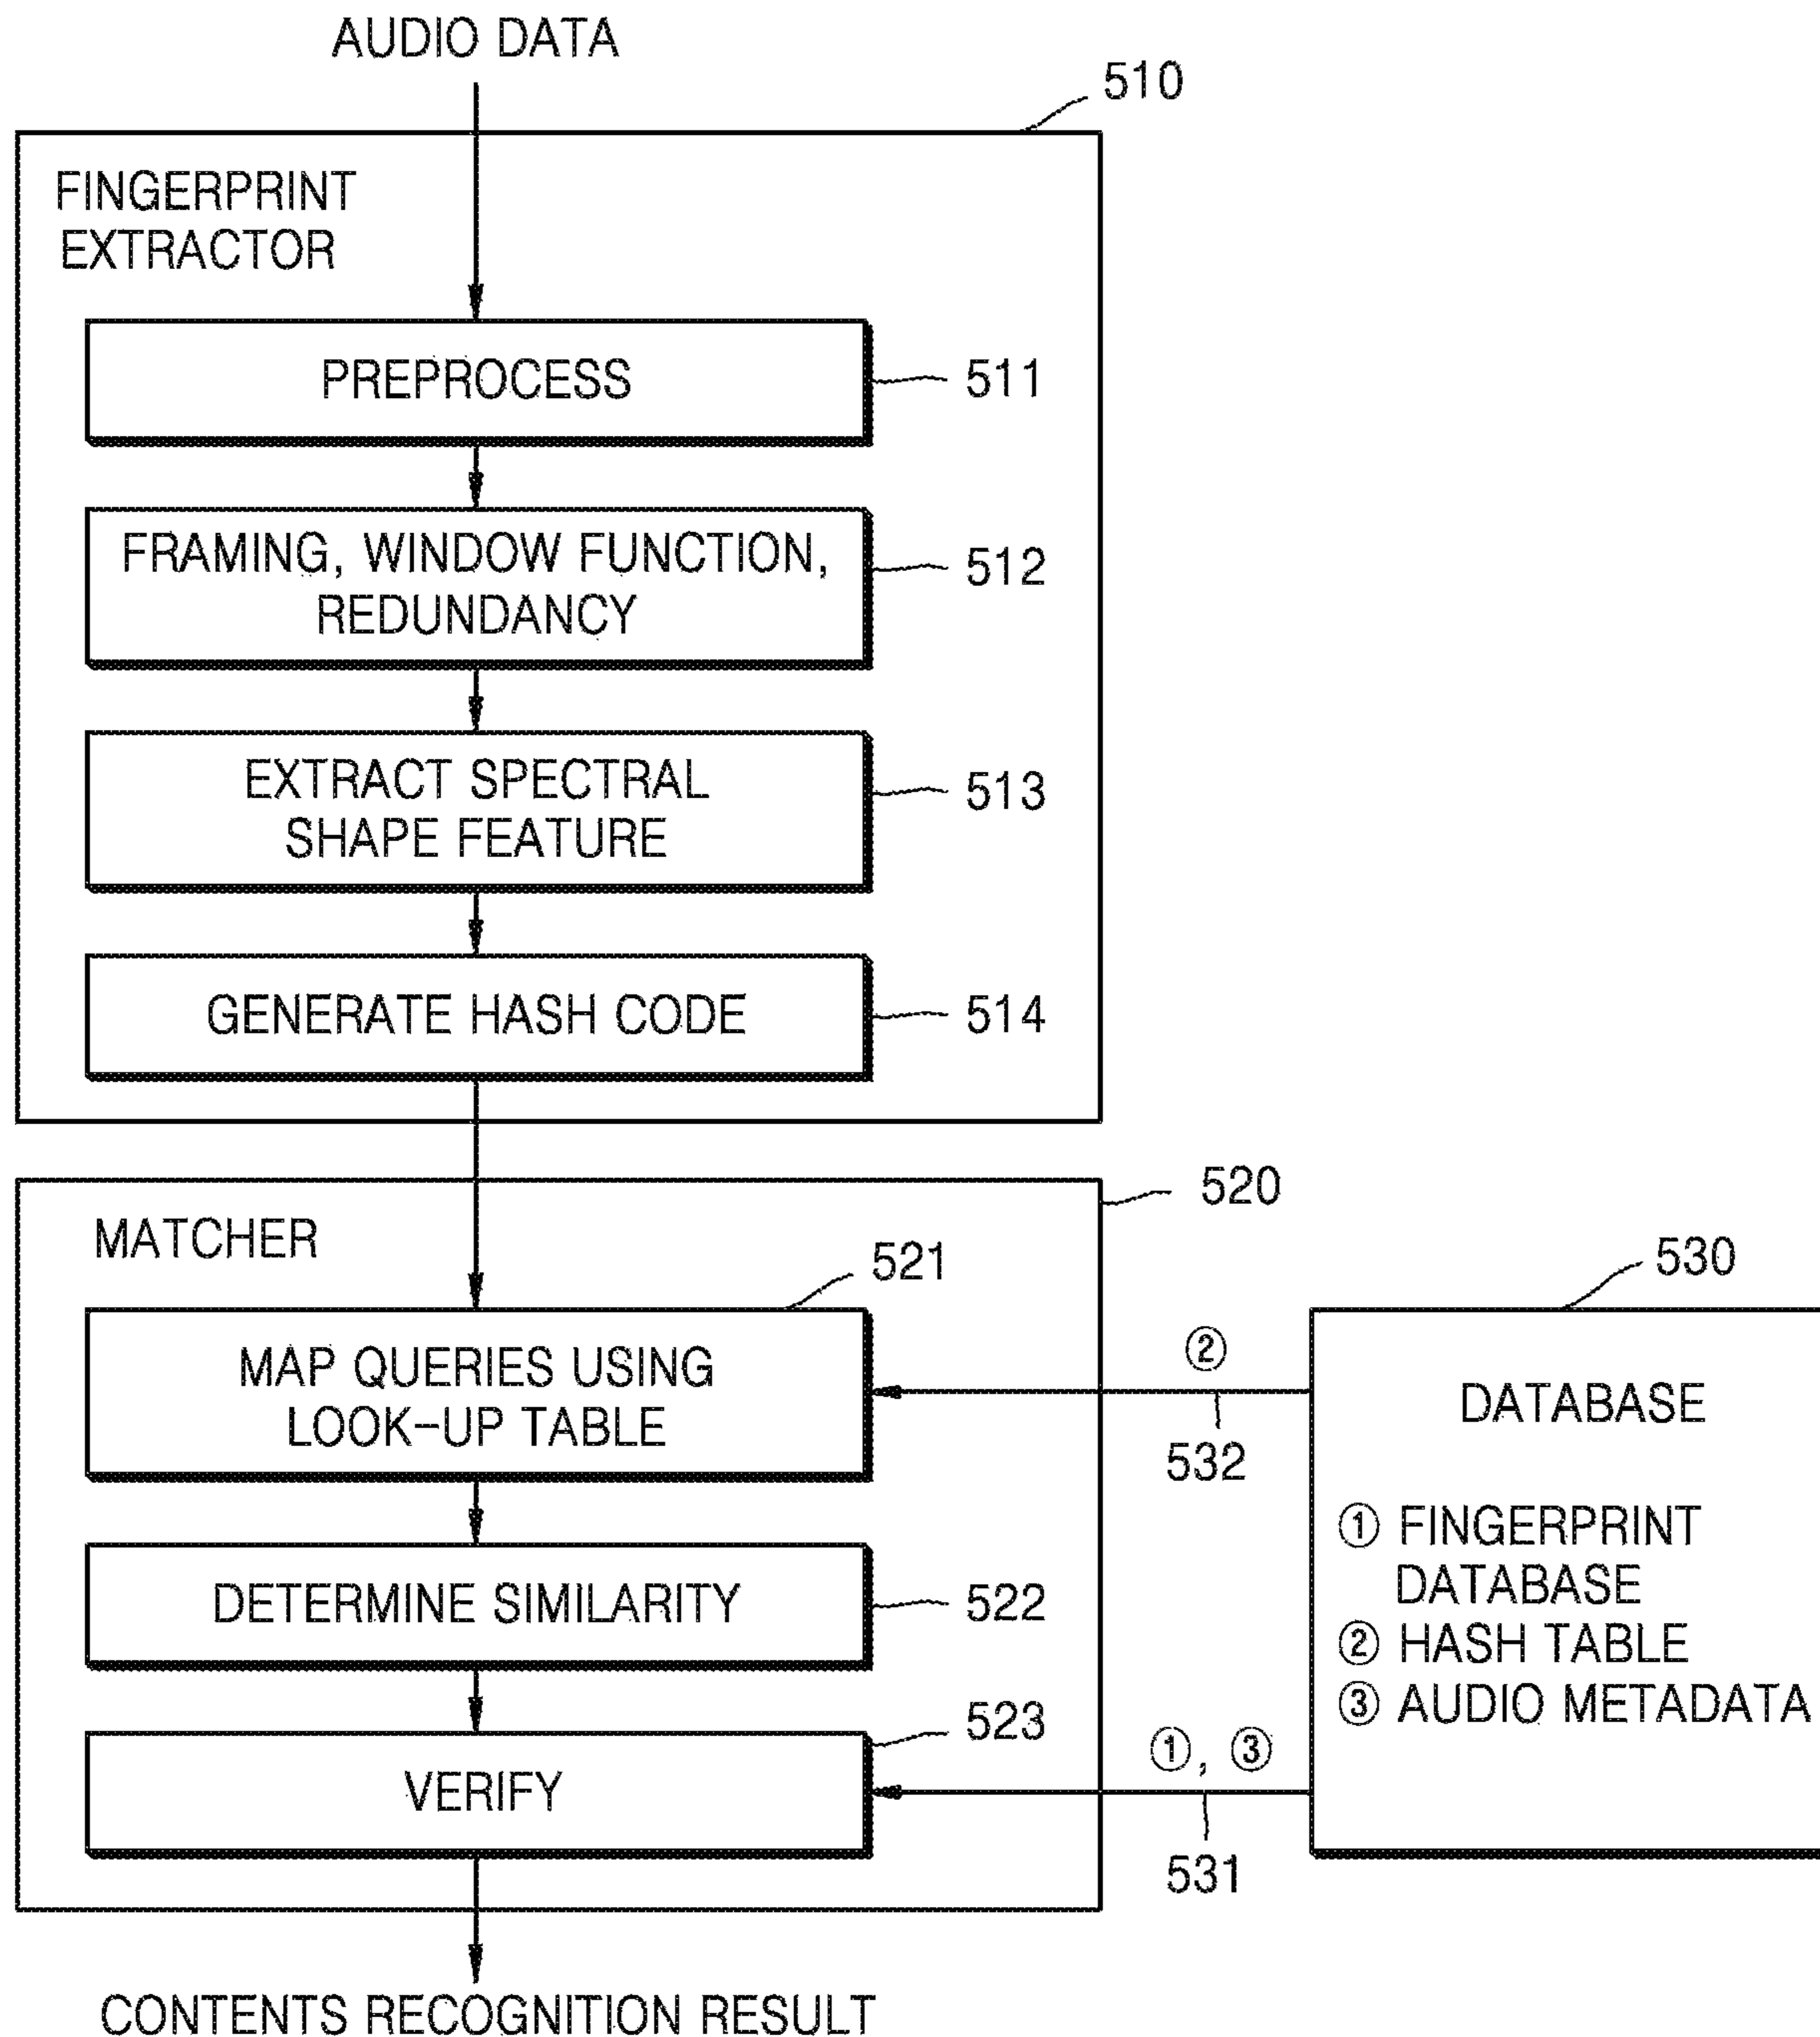 AUDIO DATA
510
FINGERPRINT
EXTRACTOR
PREPROCESS
511
FRAMING, WINDOW FUNCTION,
REDUNDANCY
512
EXTRACT SPECTRAL
SHAPE FEATURE
513
GENERATE HASH CODE
514
520
MATCHER
521
MAP QUERIES USING
LOOK-UP TABLE
②
532
530
DATABASE
① FINGERPRINT
DATABASE
② HASH TABLE
③ AUDIO METADATA
DETERMINE SIMILARITY
522
523
VERIFY
①, ③
531
CONTENTS RECOGNITION RESULT